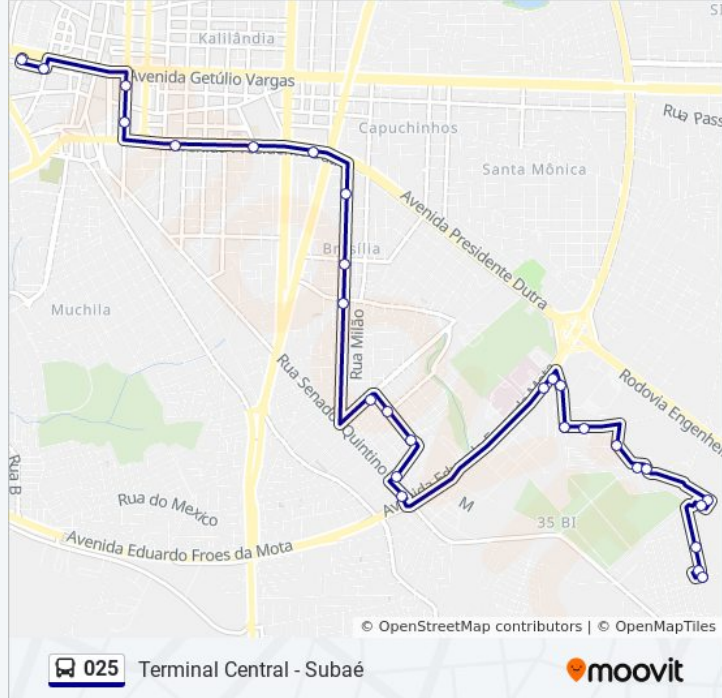 Kalilândia
Avenida Getúlio Vargas
Rua Pass
Capuchinhos
Santa Mônica
Avenida Presidente Dutra
Brasília
Muchila
Rua Milão
Rua Senador Quintino
Rodovia Engenhei
Rua B
Rua do Mexico
M
35 BI
Avenida Eduardo Froes da Mota
© OpenStreetMap contributors | © OpenMapTiles
025 Terminal Central - Subaé
moovit